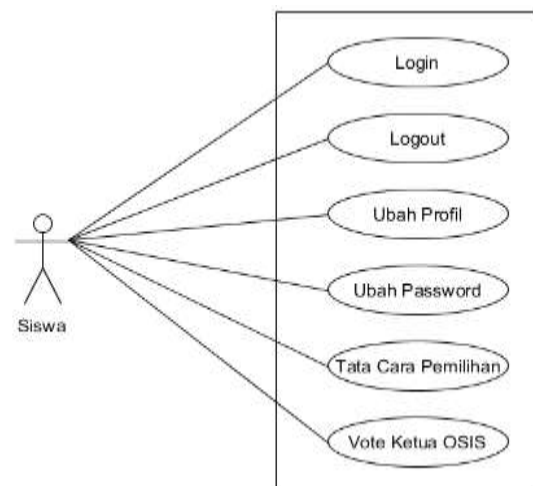 Login
Logout
Ubah Profil
Ubah Password
Siswa
Tata Cara Pemilihan
Vote Ketua OSIS